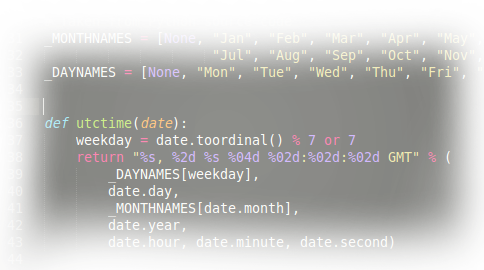 _MONTHNAMES = [None, "Jan", "Feb", "Mar", "Apr", "May
"Jul", "Aug", "Sep", "Oct", "Nov",
_DAYNAMES = [None, "Mon", "Tue", "Wed", "Thu", "Fri",
def utctime(date):
weekday = date.toordinal() % 7 or 7
return "%s, %2d %s %04d %02d:%02d:%02d GMT" % (
_DAYNAMES[weekday],
date.day,
_MONTHNAMES[date.month],
date.year,
date.hour, date.minute, date.second)